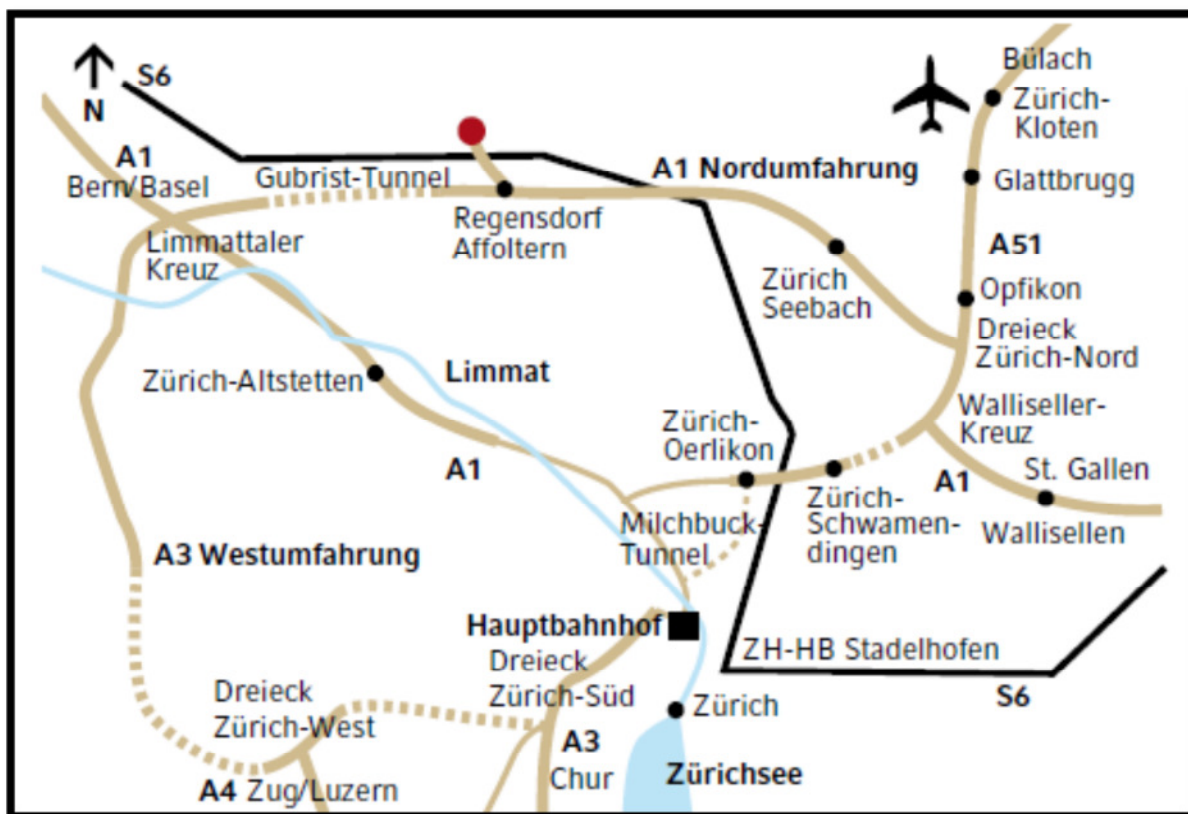 S6
N
A1
Bern/Basel
Gubrist-Tunnel
A1 Nordumfahrung
Bülach
Zürich-
Kloten
Glattbrugg
Regensdorf
Affoltern
Limmattaler
Kreuz
A51
Zürich
Seebach
Opfikon
Dreieck
Zürich-Nord
Zürich-Altstetten
Limmat
Zürich-
Oerlikon
Walliseller-
Kreuz
A1
A1
St. Gallen
Wallisellen
Milchbuck-
Tunnel
Zürich-
Schwamen-
dingen
A3 Westumfahrung
Hauptbahnhof
Dreieck
Zürich-Süd
ZH-HB Stadelhofen
S6
Dreieck
Zürich-West
Zürich
A3
Chur
Zürichsee
A4 Zug/Luzern